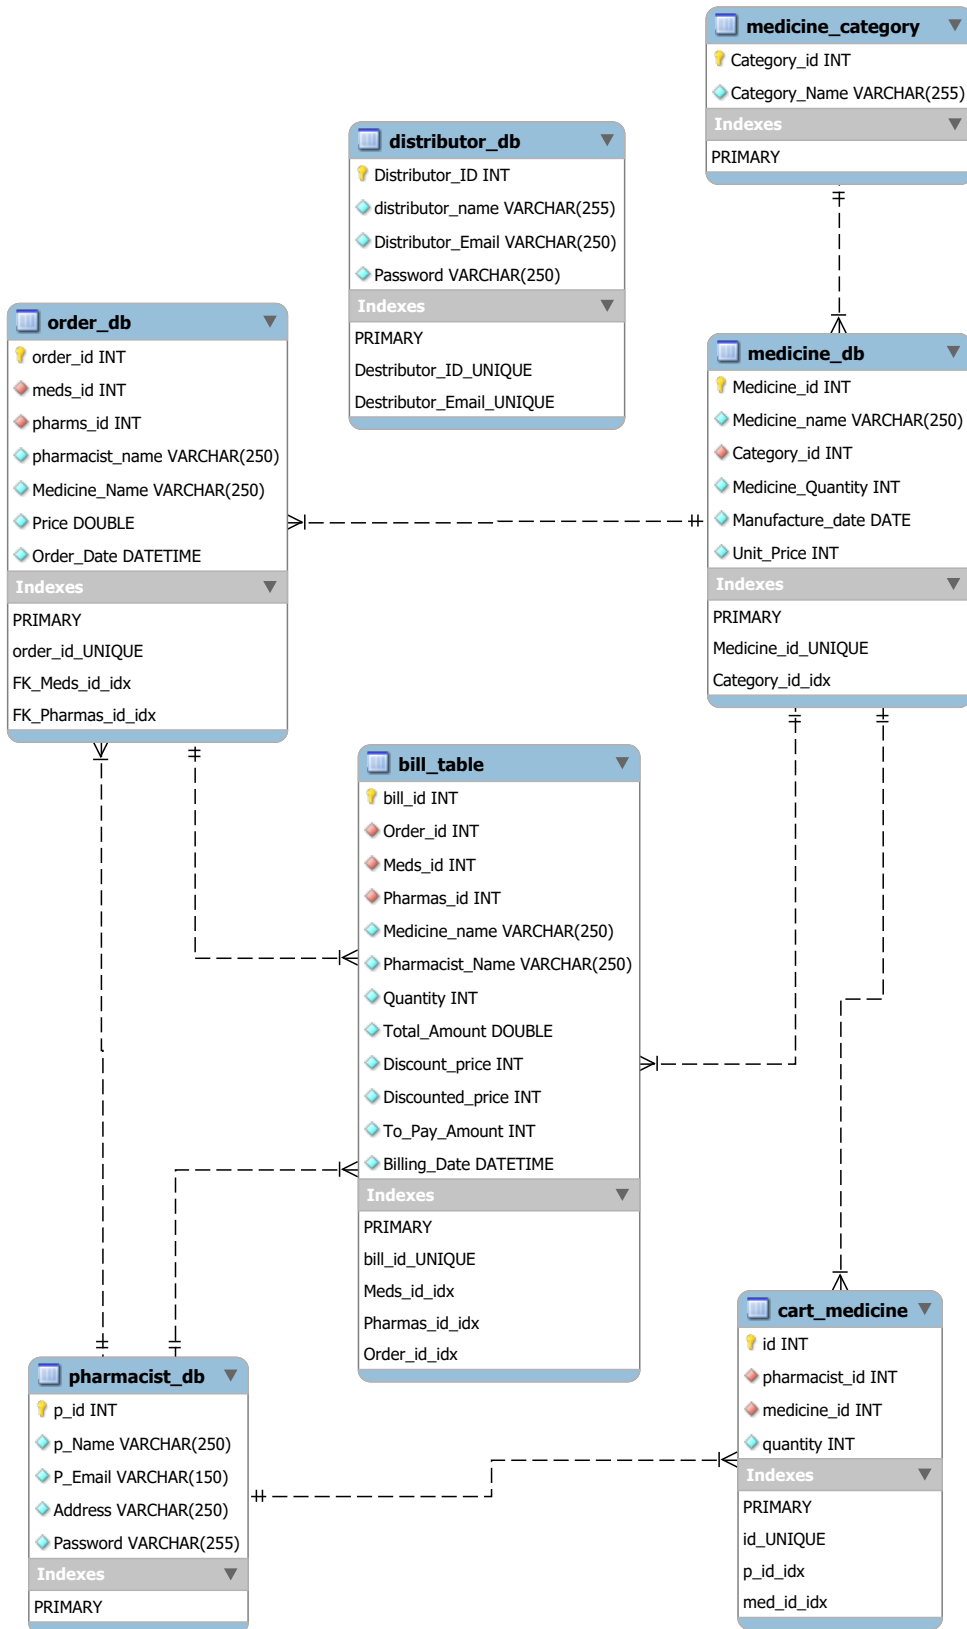 medicine_category
Category_id INT
Category_Name VARCHAR(255)
Indexes
PRIMARY
distributor_db
Distributor_ID INT
distributor_name VARCHAR(255)
Distributor_Email VARCHAR(250)
Password VARCHAR(250)
Indexes
PRIMARY
Destributor_ID_UNIQUE
Destributor_Email_UNIQUE
order_db
order_id INT
meds_id INT
pharms_id INT
pharmacist_name VARCHAR(250)
Medicine_Name VARCHAR(250)
Price DOUBLE
Order_Date DATETIME
Indexes
PRIMARY
order_id_UNIQUE
FK_Meds_id_idx
FK_Pharmas_id_idx
medicine_db
Medicine_id INT
Medicine_name VARCHAR(250)
Category_id INT
Medicine_Quantity INT
Manufacture_date DATE
Unit_Price INT
Indexes
PRIMARY
Medicine_id_UNIQUE
Category_id_idx
bill_table
bill_id INT
Order_id INT
Meds_id INT
Pharmas_id INT
Medicine_name VARCHAR(250)
Pharmacist_Name VARCHAR(250)
Quantity INT
Total_Amount DOUBLE
Discount_price INT
Discounted_price INT
To_Pay_Amount INT
Billing_Date DATETIME
Indexes
PRIMARY
bill_id_UNIQUE
Meds_id_idx
Pharmas_id_idx
Order_id_idx
cart_medicine
id INT
pharmacist_id INT
medicine_id INT
quantity INT
Indexes
PRIMARY
id_UNIQUE
p_id_idx
med_id_idx
pharmacist_db
p_id INT
p_Name VARCHAR(250)
P_Email VARCHAR(150)
Address VARCHAR(250)
Password VARCHAR(255)
Indexes
PRIMARY